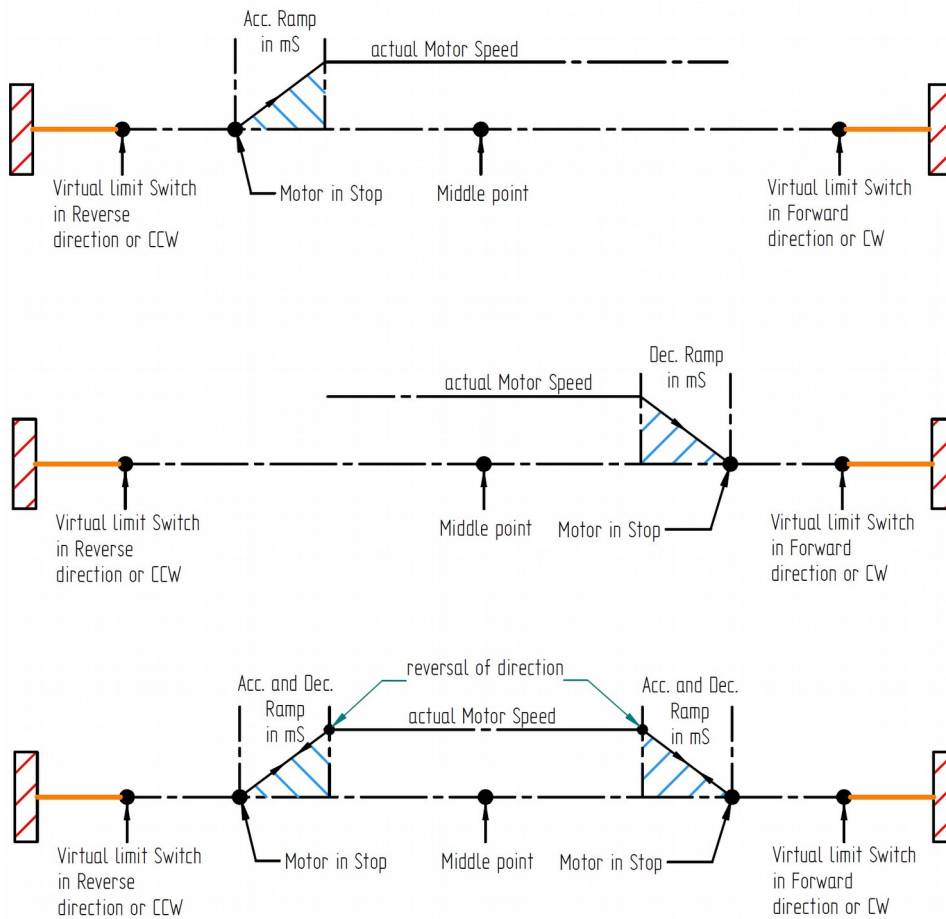 Acc. Ramp
in mS
actual Motor Speed
Virtual limit Switch
in Reverse
direction or CCW
Motor in Stop
Middle point
Virtual limit Switch
in Forward
direction or CW
Dec. Ramp
in mS
actual Motor Speed
Virtual limit Switch
in Reverse
direction or CCW
Middle point
Motor in Stop
Virtual limit Switch
in Forward
direction or CW
reversal of direction
Acc. and Dec.
Ramp
in mS
actual Motor Speed
Acc. and Dec.
Ramp
in mS
Virtual limit Switch
in Reverse
direction or CCW
Motor in Stop
Middle point
Motor in Stop
Virtual limit Switch
in Forward
direction or CW